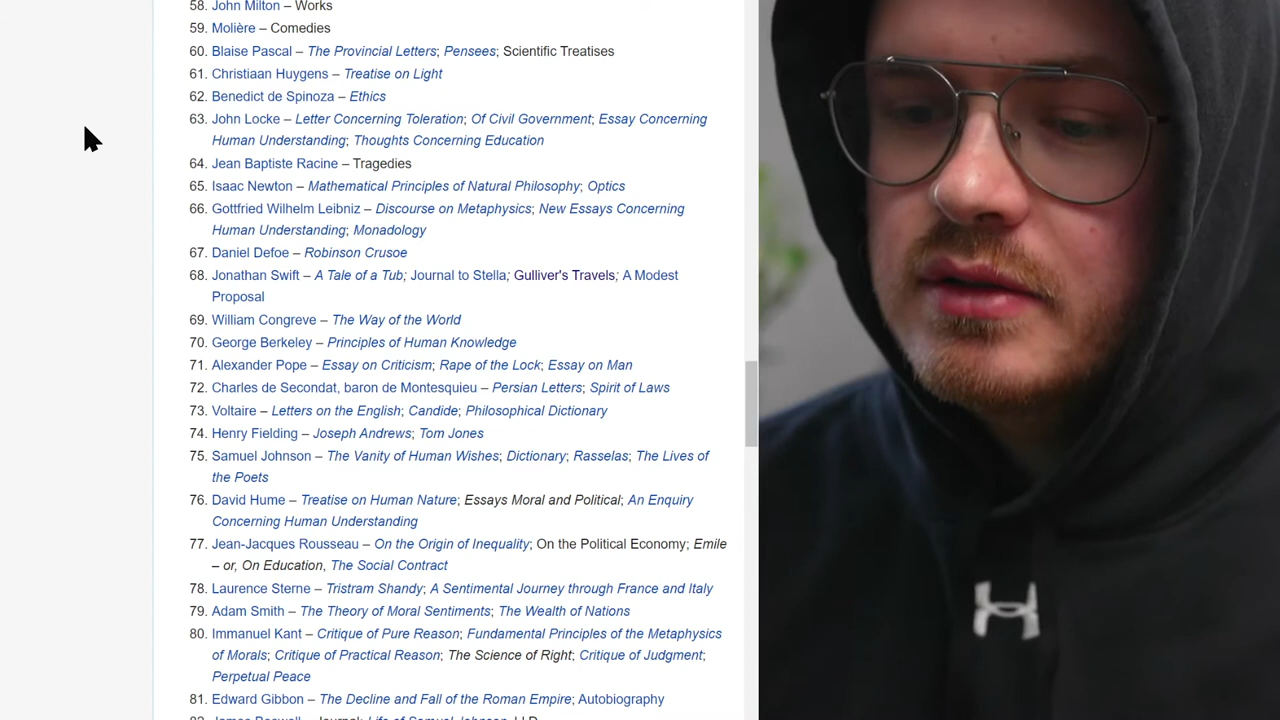 58. John Milton – Works
59. Molière – Comedies
60. Blaise Pascal – The Provincial Letters; Pensees; Scientific Treatises
61. Christiaan Huygens – Treatise on Light
62. Benedict de Spinoza – Ethics
63. John Locke – Letter Concerning Toleration; Of Civil Government; Essay Concerning
Human Understanding; Thoughts Concerning Education
64. Jean Baptiste Racine – Tragedies
65. Isaac Newton – Mathematical Principles of Natural Philosophy; Optics
66. Gottfried Wilhelm Leibniz – Discourse on Metaphysics; New Essays Concerning
Human Understanding; Monadology
67. Daniel Defoe – Robinson Crusoe
68. Jonathan Swift – A Tale of a Tub; Journal to Stella; Gulliver's Travels; A Modest
Proposal
69. William Congreve – The Way of the World
70. George Berkeley – Principles of Human Knowledge
71. Alexander Pope – Essay on Criticism; Rape of the Lock; Essay on Man
72. Charles de Secondat, baron de Montesquieu – Persian Letters; Spirit of Laws
73. Voltaire – Letters on the English; Candide; Philosophical Dictionary
74. Henry Fielding – Joseph Andrews; Tom Jones
75. Samuel Johnson – The Vanity of Human Wishes; Dictionary; Rasselas; The Lives of
the Poets
76. David Hume – Treatise on Human Nature; Essays Moral and Political; An Enquiry
Concerning Human Understanding
77. Jean-Jacques Rousseau – On the Origin of Inequality; On the Political Economy; Emile
– or, On Education, The Social Contract
78. Laurence Sterne – Tristram Shandy; A Sentimental Journey through France and Italy
79. Adam Smith – The Theory of Moral Sentiments; The Wealth of Nations
80. Immanuel Kant – Critique of Pure Reason; Fundamental Principles of the Metaphysics
of Morals; Critique of Practical Reason; The Science of Right; Critique of Judgment;
Perpetual Peace
81. Edward Gibbon – The Decline and Fall of the Roman Empire; Autobiography
82. James Boswell – Journal; Life of Samuel Johnson, LL.D.